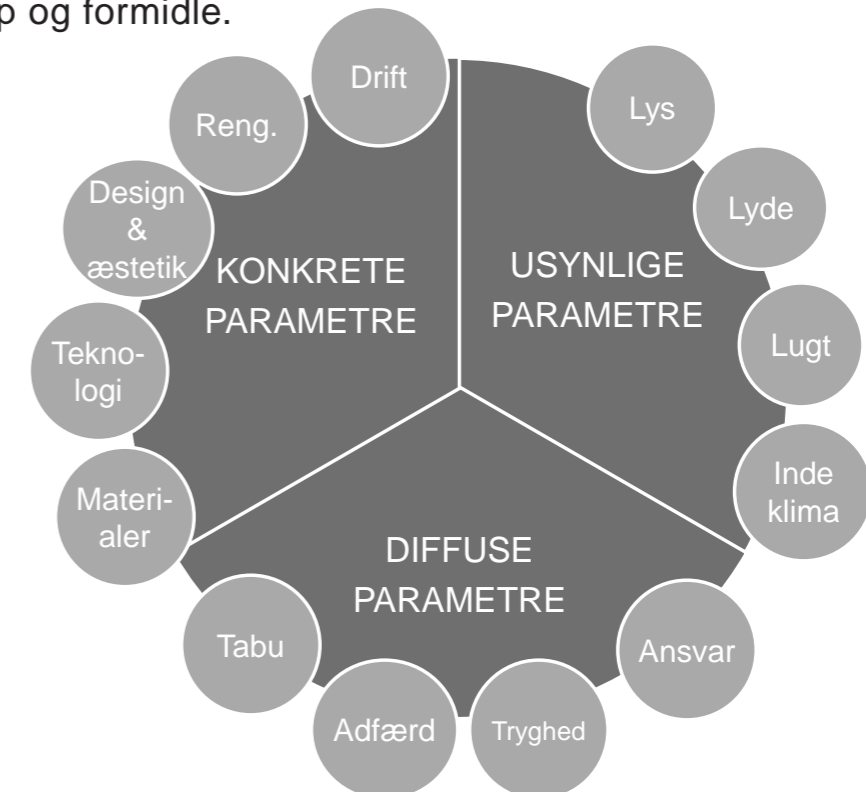 p og formidle.
Drift
Reng.
Design
&
æstetik
Tekno-
logi
Materi-
aler
KONKRETE
PARAMETRE
Lys
Lyde
Lugt
Inde
klima
USYNLIGE
PARAMETRE
DIFFUSE
PARAMETRE
Tabu
Adfærd
Tryghed
Ansvar